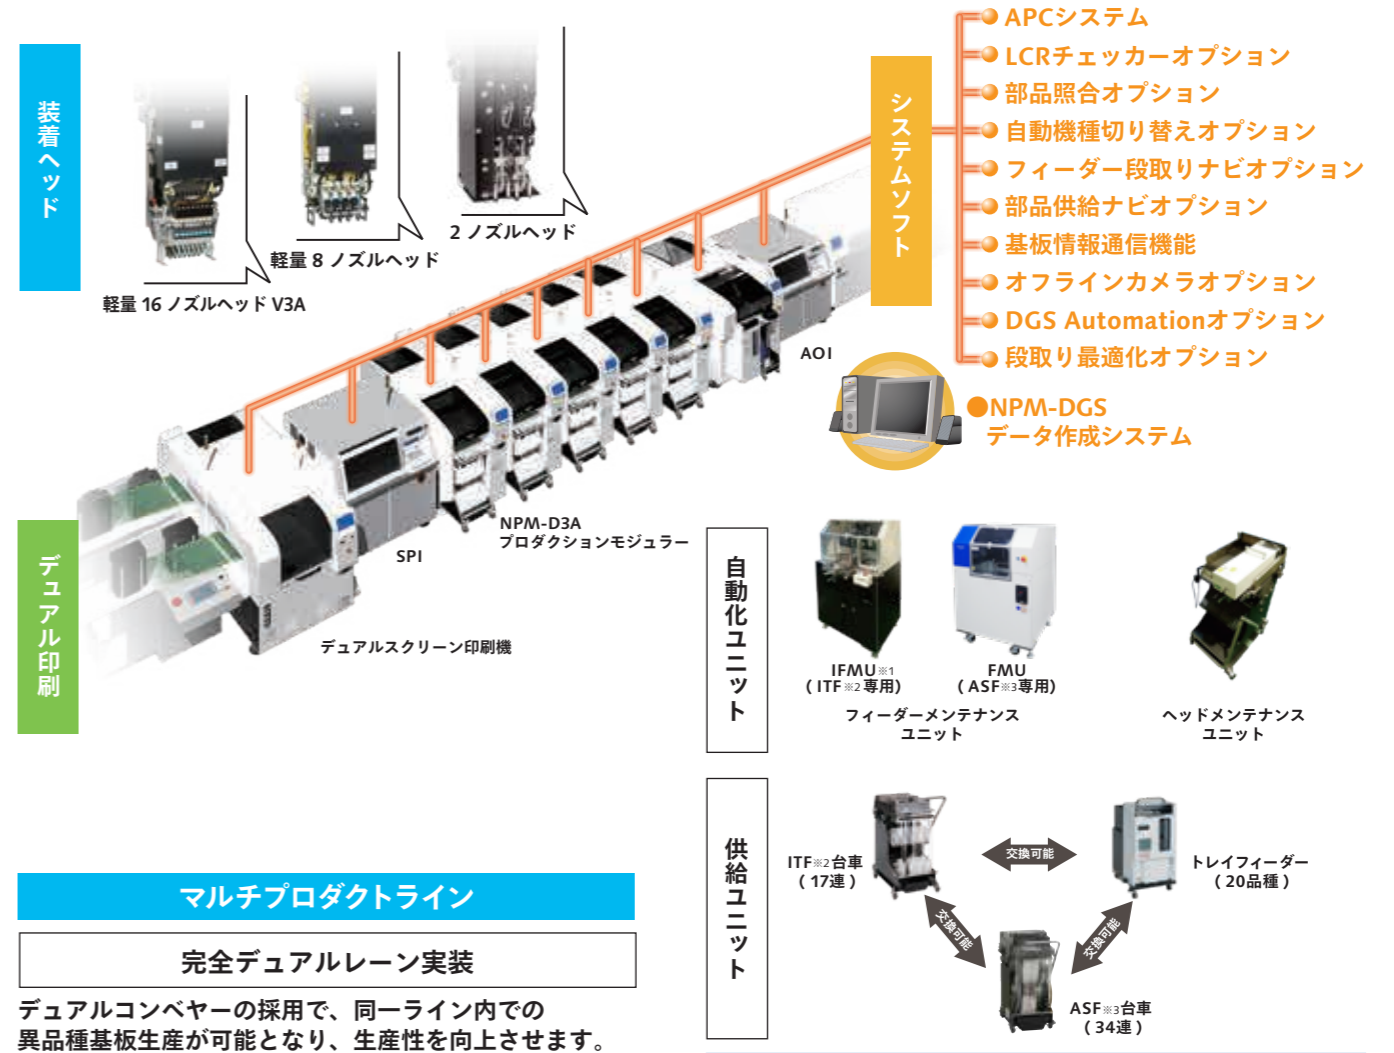 装着ヘッド
軽量 16 ノズルヘッド V3A
軽量 8 ノズルヘッド
2 ノズルヘッド
システムソフト
APCシステム
LCRチェッカーオプション
部品照合オプション
自動機種切り替えオプション
フィーダー段取りナビオプション
部品供給ナビオプション
基板情報通信機能
オフラインカメラオプション
DGS Automationオプション
段取り最適化オプション
●NPM-DGS
データ作成システム
AOI
NPM-D3A
プロダクションモジュラー
SPI
デュアルスクリーン印刷機
デュアル印刷
自動化ユニット
IFMU※1
( ITF※2専用)
FMU
( ASF※3専用)
フィーダーメンテナンス
ユニット
ヘッドメンテナンス
ユニット
供給ユニット
ITF※2台車
( 17連 )
交換可能
トレイフィーダー
( 20品種 )
交換可能
交換可能
ASF※3台車
( 34連 )
マルチプロダクトライン
完全デュアルレーン実装
デュアルコンベヤーの採用で、同一ライン内での
異品種基板生産が可能となり、生産性を向上させます。